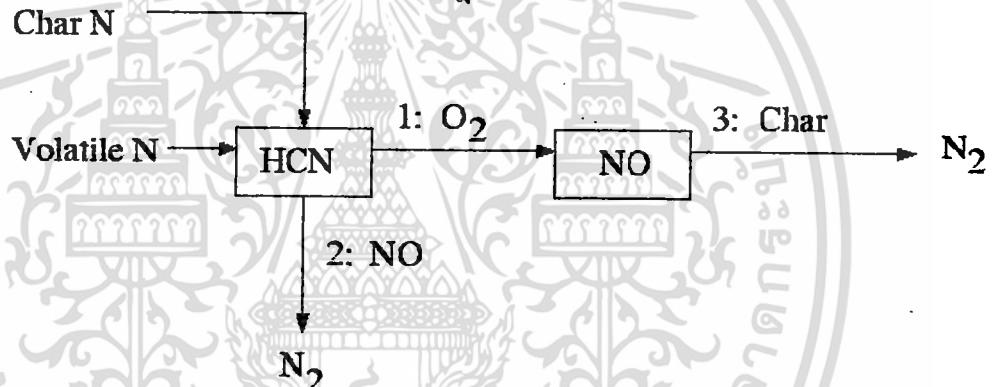 Char N
Volatile N
HCN
1: O2
NO
3: Char
N2
2: NO
N2